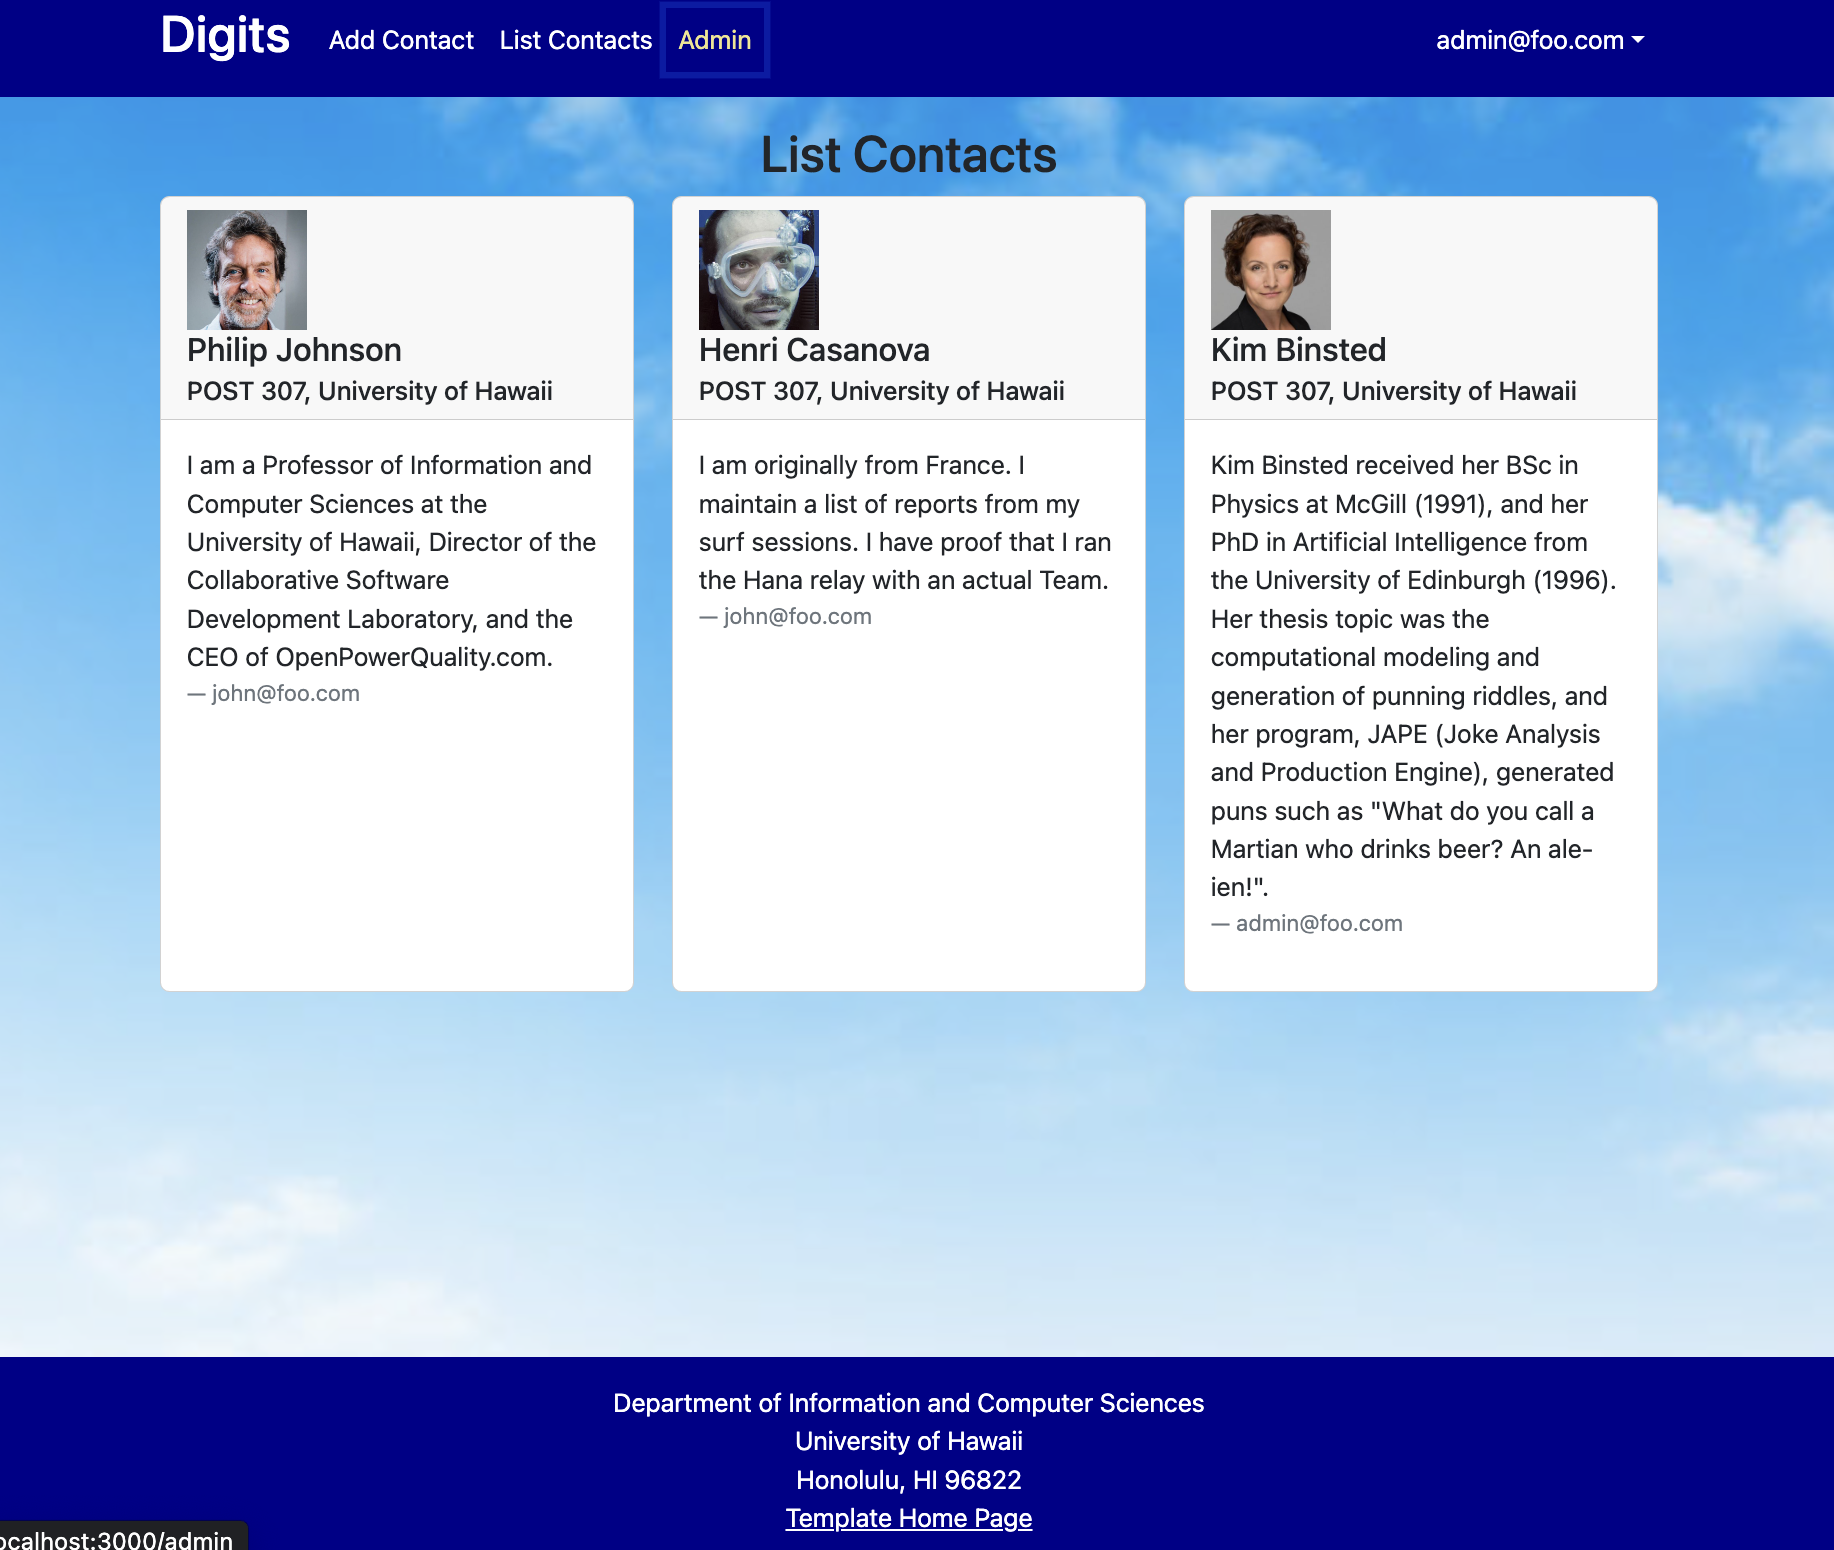 Digits Add Contact List Contacts Admin admin@foo.com
List Contacts
Philip Johnson
POST 307, University of Hawaii
I am a Professor of Information and
Computer Sciences at the
University of Hawaii, Director of the
Collaborative Software
Development Laboratory, and the
CEO of OpenPowerQuality.com.
— john@foo.com
Henri Casanova
POST 307, University of Hawaii
I am originally from France. I
maintain a list of reports from my
surf sessions. I have proof that I ran
the Hana relay with an actual Team.
— john@foo.com
Kim Binsted
POST 307, University of Hawaii
Kim Binsted received her BSc in
Physics at McGill (1991), and her
PhD in Artificial Intelligence from
the University of Edinburgh (1996).
Her thesis topic was the
computational modeling and
generation of punning riddles, and
her program, JAPE (Joke Analysis
and Production Engine), generated
puns such as "What do you call a
Martian who drinks beer? An ale-
ien!".
— admin@foo.com
Department of Information and Computer Sciences
University of Hawaii
Honolulu, HI 96822
Template Home Page
ocalhost:3000/admin